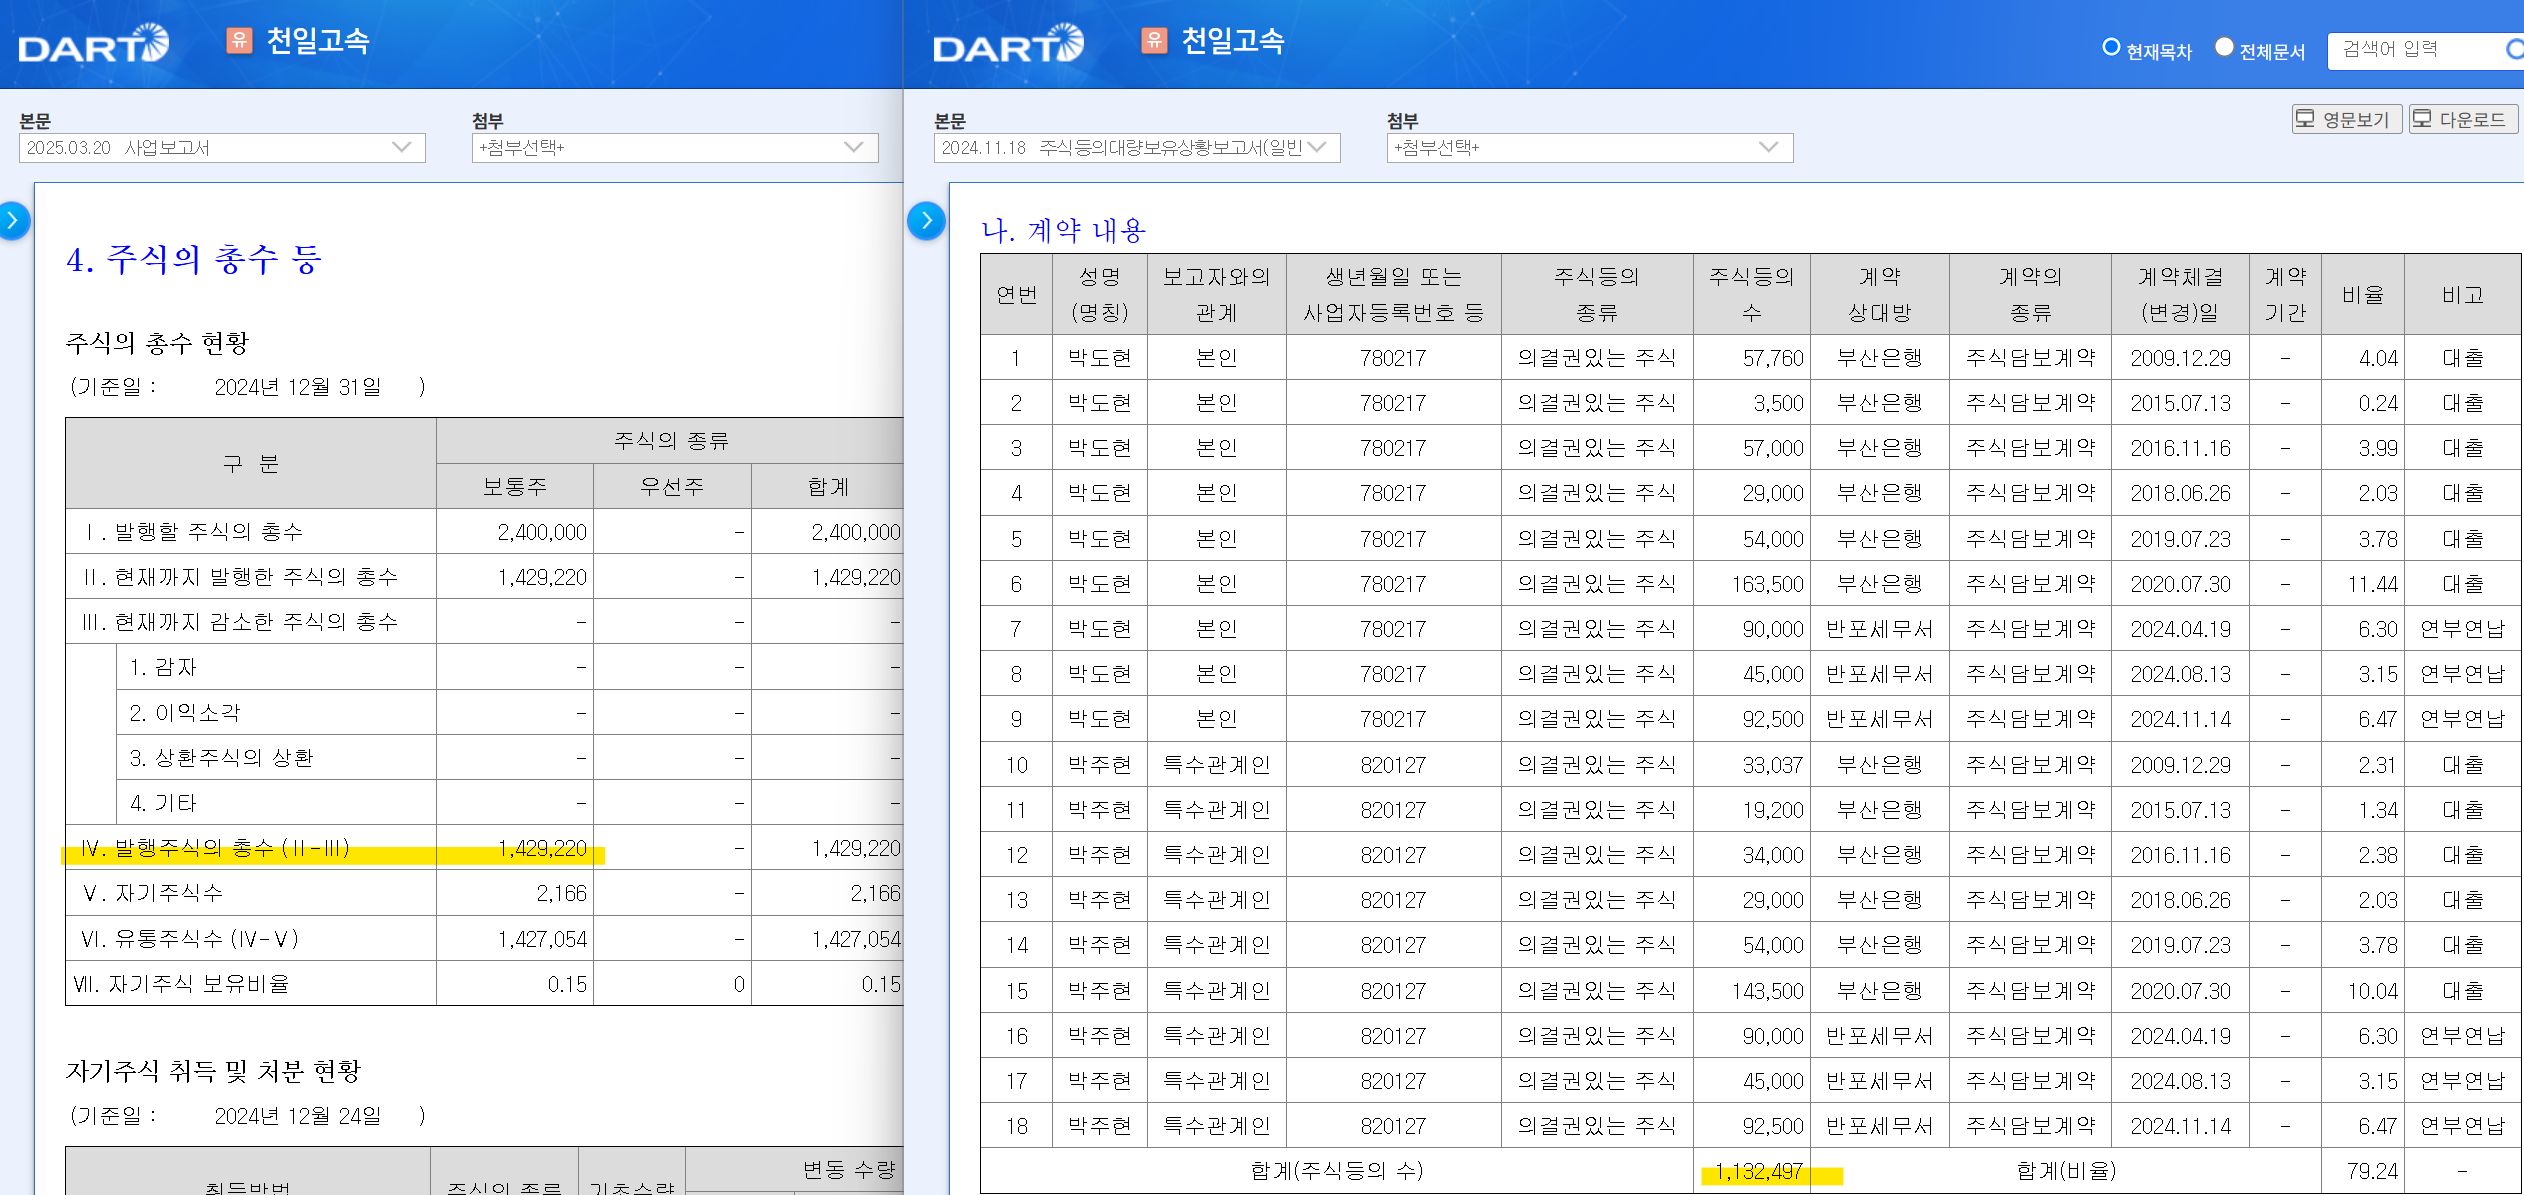 DART 유 천일고속
본문 첨부
2025.03.20 사업보고서 +첨부선택+
4. 주식의 총수 등
주식의 총수 현황
(기준일 : 2024년 12월 31일 )
구 분 주식의 종류
보통주 우선주 합계
Ⅰ. 발행할 주식의 총수 2,400,000 - 2,400,000
Ⅱ. 현재까지 발행한 주식의 총수 1,429,220 - 1,429,220
Ⅲ. 현재까지 감소한 주식의 총수 - - -
1. 감자 - - -
2. 이익소각 - - -
3. 상환주식의 상환 - - -
4. 기타 - - -
Ⅳ. 발행주식의 총수 (Ⅱ-Ⅲ) 1,429,220 - 1,429,220
Ⅴ. 자기주식수 2,166 - 2,166
Ⅵ. 유통주식수 (Ⅳ-Ⅴ) 1,427,054 - 1,427,054
Ⅶ. 자기주식 보유비율 0.15 0 0.15
자기주식 취득 및 처분 현황
(기준일 : 2024년 12월 24일 )
변동 수량
취득방법 주식의 종류 기초수량
DART 유 천일고속 현재목차 전체문서 검색어 입력
본문 첨부 영문보기 다운로드
2024.11.18 주식등의대량보유상황보고서(일반 +첨부선택+
나. 계약 내용
연번 성명 (명칭) 보고자와의 관계 생년월일 또는 사업자등록번호 등 주식등의 종류 주식등의 수 계약 상대방 계약의 종류 계약체결 (변경)일 계약 기간 비율 비고
1 박도현 본인 780217 의결권있는 주식 57,760 부산은행 주식담보계약 2009.12.29 - 4.04 대출
2 박도현 본인 780217 의결권있는 주식 3,500 부산은행 주식담보계약 2015.07.13 - 0.24 대출
3 박도현 본인 780217 의결권있는 주식 57,000 부산은행 주식담보계약 2016.11.16 - 3.99 대출
4 박도현 본인 780217 의결권있는 주식 29,000 부산은행 주식담보계약 2018.06.26 - 2.03 대출
5 박도현 본인 780217 의결권있는 주식 54,000 부산은행 주식담보계약 2019.07.23 - 3.78 대출
6 박도현 본인 780217 의결권있는 주식 163,500 부산은행 주식담보계약 2020.07.30 - 11.44 대출
7 박도현 본인 780217 의결권있는 주식 90,000 반포세무서 주식담보계약 2024.04.19 - 6.30 연부연납
8 박도현 본인 780217 의결권있는 주식 45,000 반포세무서 주식담보계약 2024.08.13 - 3.15 연부연납
9 박도현 본인 780217 의결권있는 주식 92,500 반포세무서 주식담보계약 2024.11.14 - 6.47 연부연납
10 박주현 특수관계인 820127 의결권있는 주식 33,037 부산은행 주식담보계약 2009.12.29 - 2.31 대출
11 박주현 특수관계인 820127 의결권있는 주식 19,200 부산은행 주식담보계약 2015.07.13 - 1.34 대출
12 박주현 특수관계인 820127 의결권있는 주식 34,000 부산은행 주식담보계약 2016.11.16 - 2.38 대출
13 박주현 특수관계인 820127 의결권있는 주식 29,000 부산은행 주식담보계약 2018.06.26 - 2.03 대출
14 박주현 특수관계인 820127 의결권있는 주식 54,000 부산은행 주식담보계약 2019.07.23 - 3.78 대출
15 박주현 특수관계인 820127 의결권있는 주식 143,500 부산은행 주식담보계약 2020.07.30 - 10.04 대출
16 박주현 특수관계인 820127 의결권있는 주식 90,000 반포세무서 주식담보계약 2024.04.19 - 6.30 연부연납
17 박주현 특수관계인 820127 의결권있는 주식 45,000 반포세무서 주식담보계약 2024.08.13 - 3.15 연부연납
18 박주현 특수관계인 820127 의결권있는 주식 92,500 반포세무서 주식담보계약 2024.11.14 - 6.47 연부연납
합계(주식등의 수) 1,132,497 합계(비율) 79.24 -